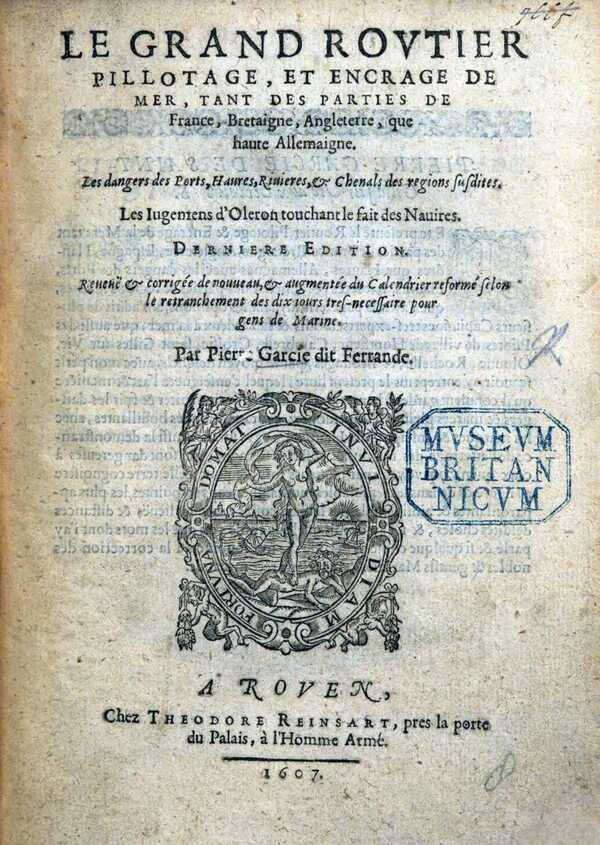 LE GRAND ROVTIER
PILLOTAGE, ET ENCRAGE DE
MER, TANT DES PARTIES DE
France, Bretaigne, Angleterre, que
haute Allemaigne.
Les dangers des Ports, Haures, Riuieres, & Chenals des regions susdites.
Les Iugemens d'Oleron touchant le fait des Nauires.
DERNIERE EDITION.
Reueuë & corrigée de nouueau, & augmentée du Calendrier reformé selon
le retranchement des dix iours tres-necessaire pour
gens de Marine.
Par Pierre Garcie dit Ferrande.
FORTVNA DOMAT INVIDIAM
MVSEVM
BRITAN
NICVM
A ROVEN,
Chez THEODORE REINSART, pres la porte
du Palais, à l'Homme Armé.
1607.